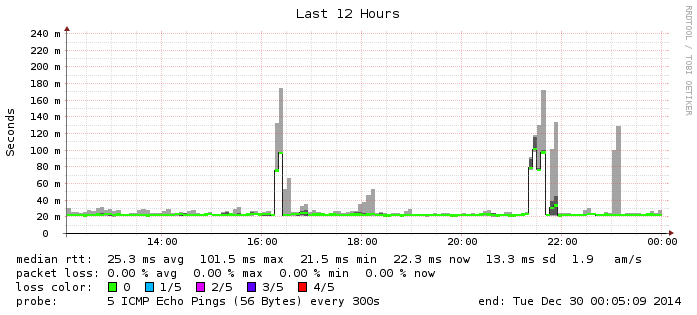 Last 12 Hours
RRDTOOL / TOBI OETIKER
Seconds
240 m
220 m
200 m
180 m
160 m
140 m
120 m
100 m
80 m
60 m
40 m
20 m
0
14:00 16:00 18:00 20:00 22:00 00:00
median rtt: 25.3 ms avg 101.5 ms max 21.5 ms min 22.3 ms now 13.3 ms sd 1.9 am/s
packet loss: 0.00 % avg 0.00 % max 0.00 % min 0.00 % now
loss color: 0 1/5 2/5 3/5 4/5
probe: 5 ICMP Echo Pings (56 Bytes) every 300s end: Tue Dec 30 00:05:09 2014